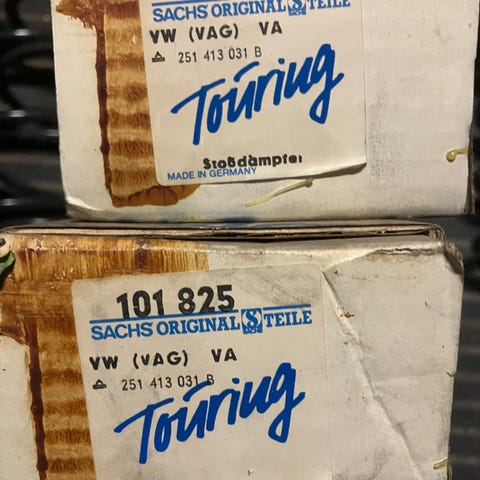 SACHS ORIGINAL S TEILE
VW (VAG) VA
251 413 031 B
Touring
Stoßdämpfer
MADE IN GERMANY
101 825
SACHS ORIGINAL S TEILE
VW (VAG) VA
251 413 031 B
Touring